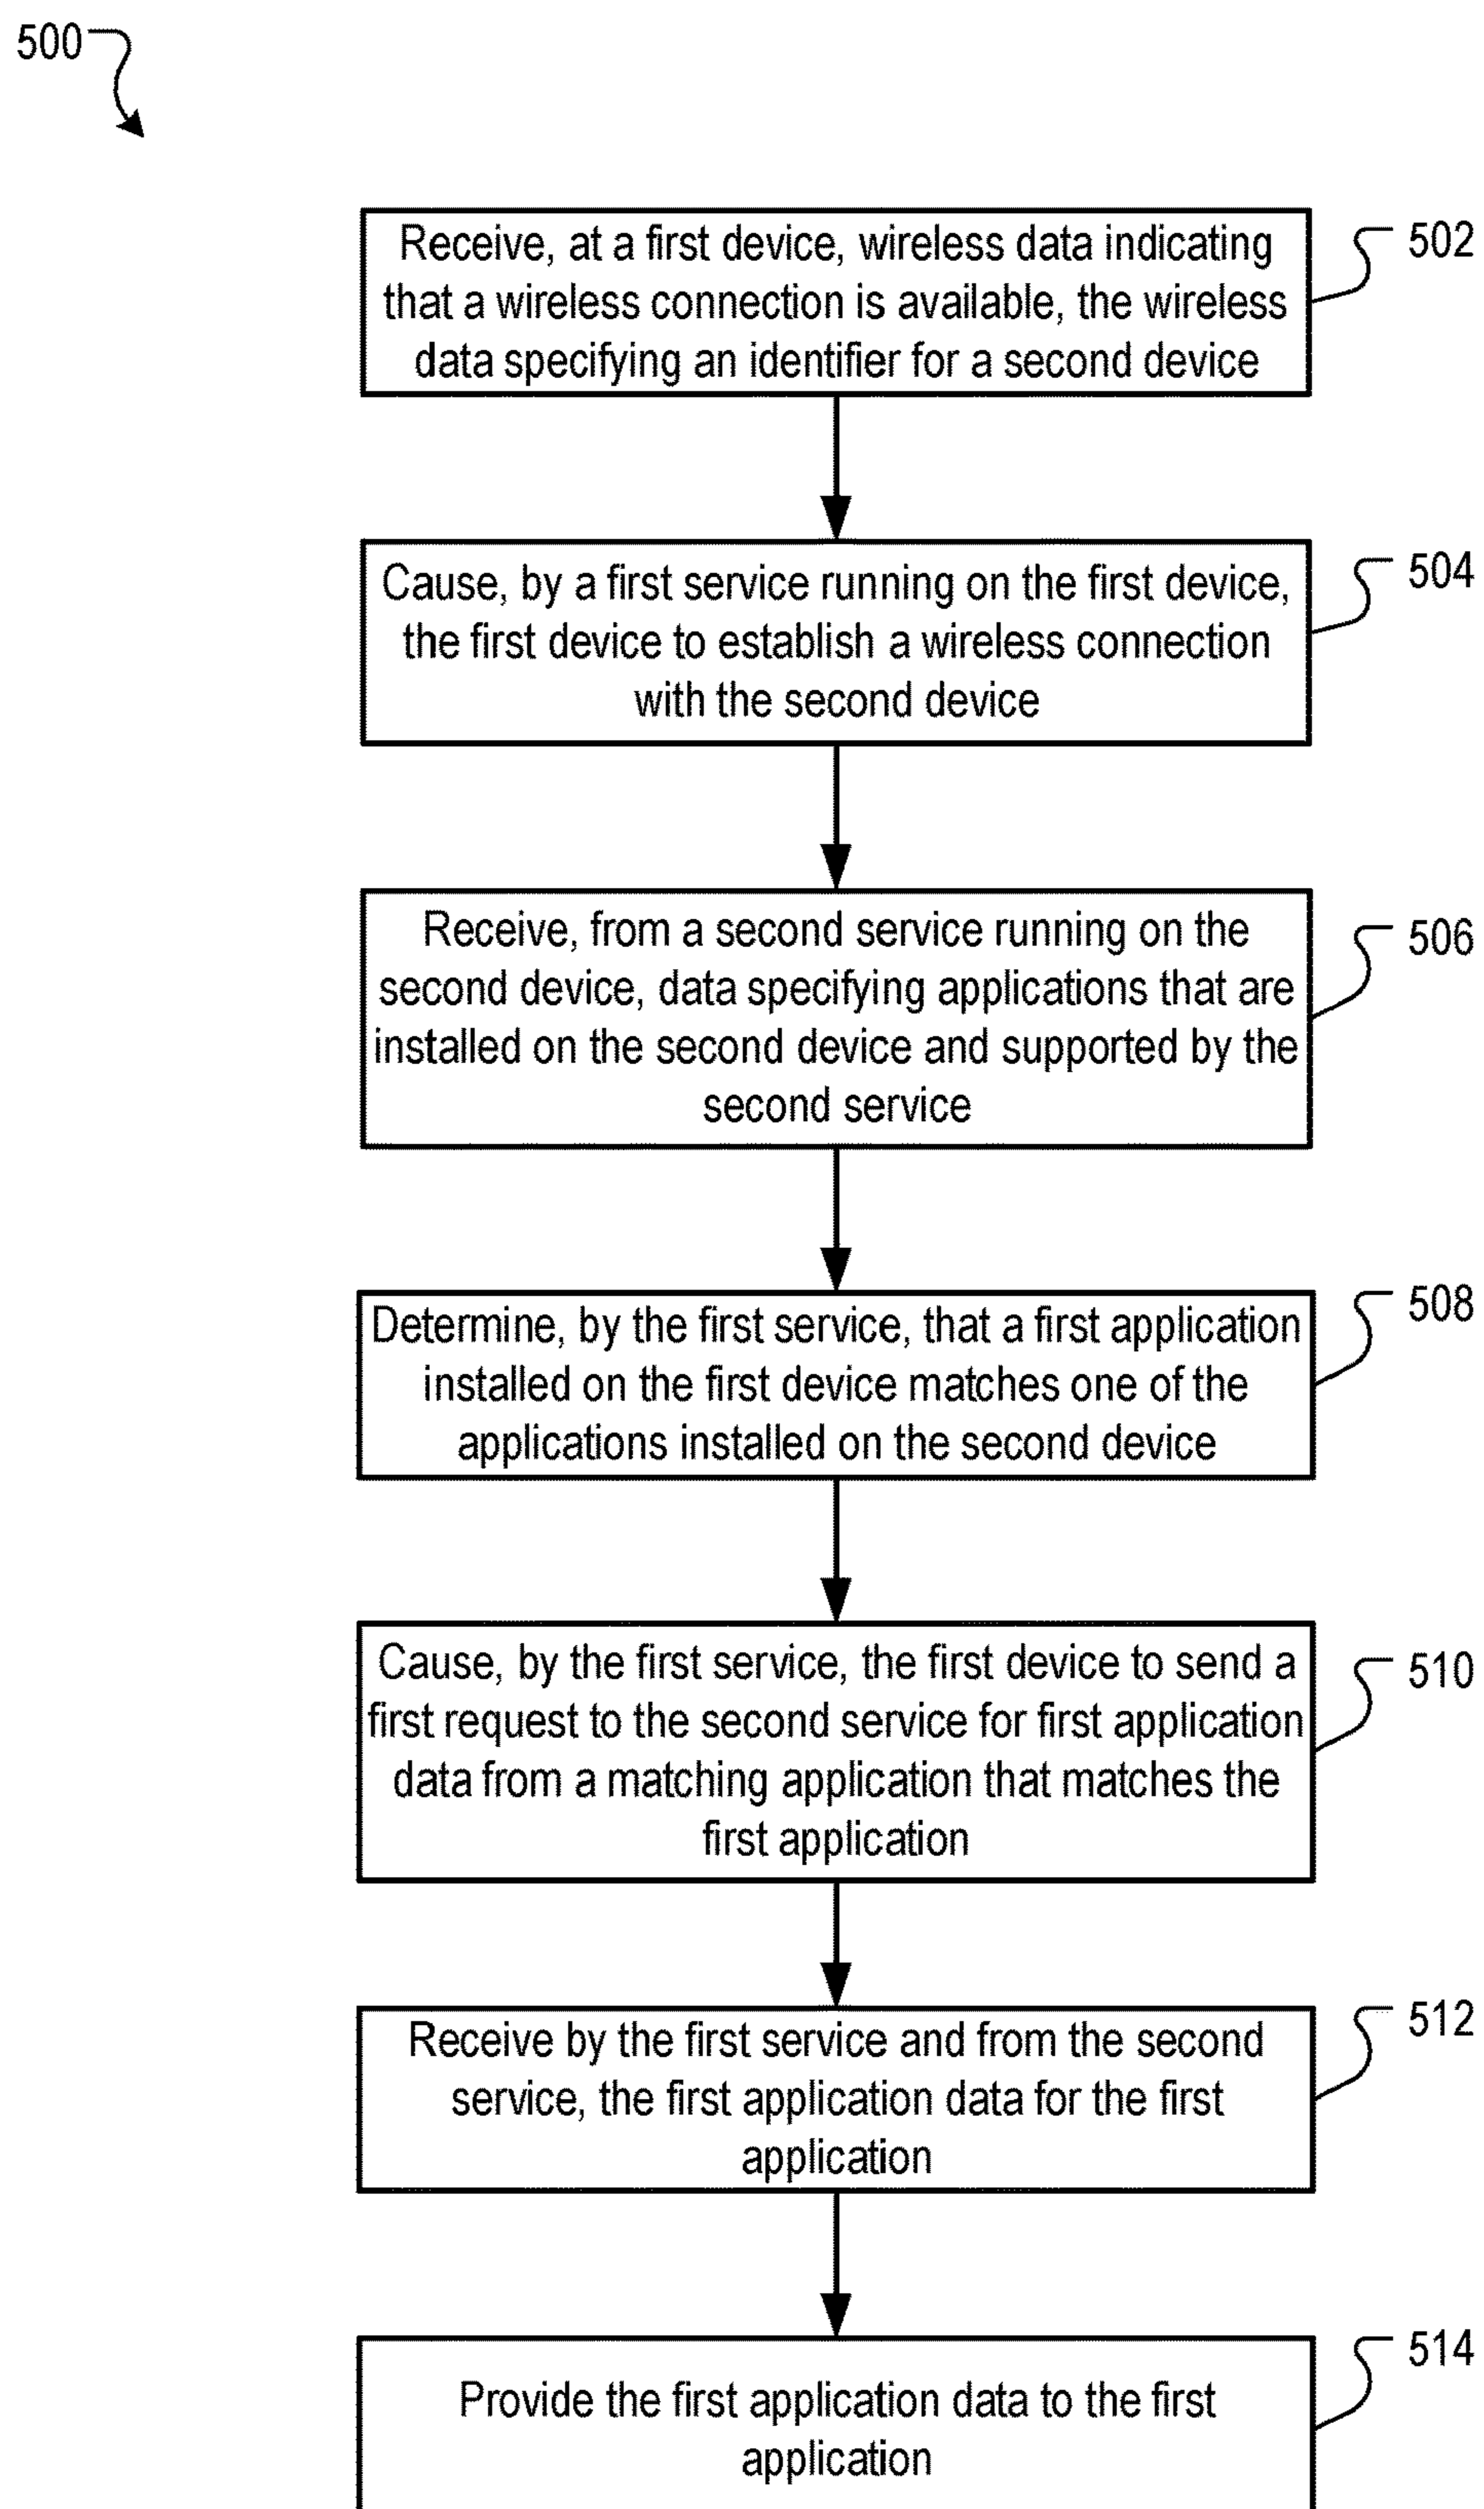 500
Receive, at a first device, wireless data indicating
that a wireless connection is available, the wireless
data specifying an identifier for a second device
502
Cause, by a first service running on the first device,
the first device to establish a wireless connection
with the second device
504
Receive, from a second service running on the
second device, data specifying applications that are
installed on the second device and supported by the
second service
506
Determine, by the first service, that a first application
installed on the first device matches one of the
applications installed on the second device
508
Cause, by the first service, the first device to send a
first request to the second service for first application
data from a matching application that matches the
first application
510
Receive by the first service and from the second
service, the first application data for the first
application
512
Provide the first application data to the first
application
514